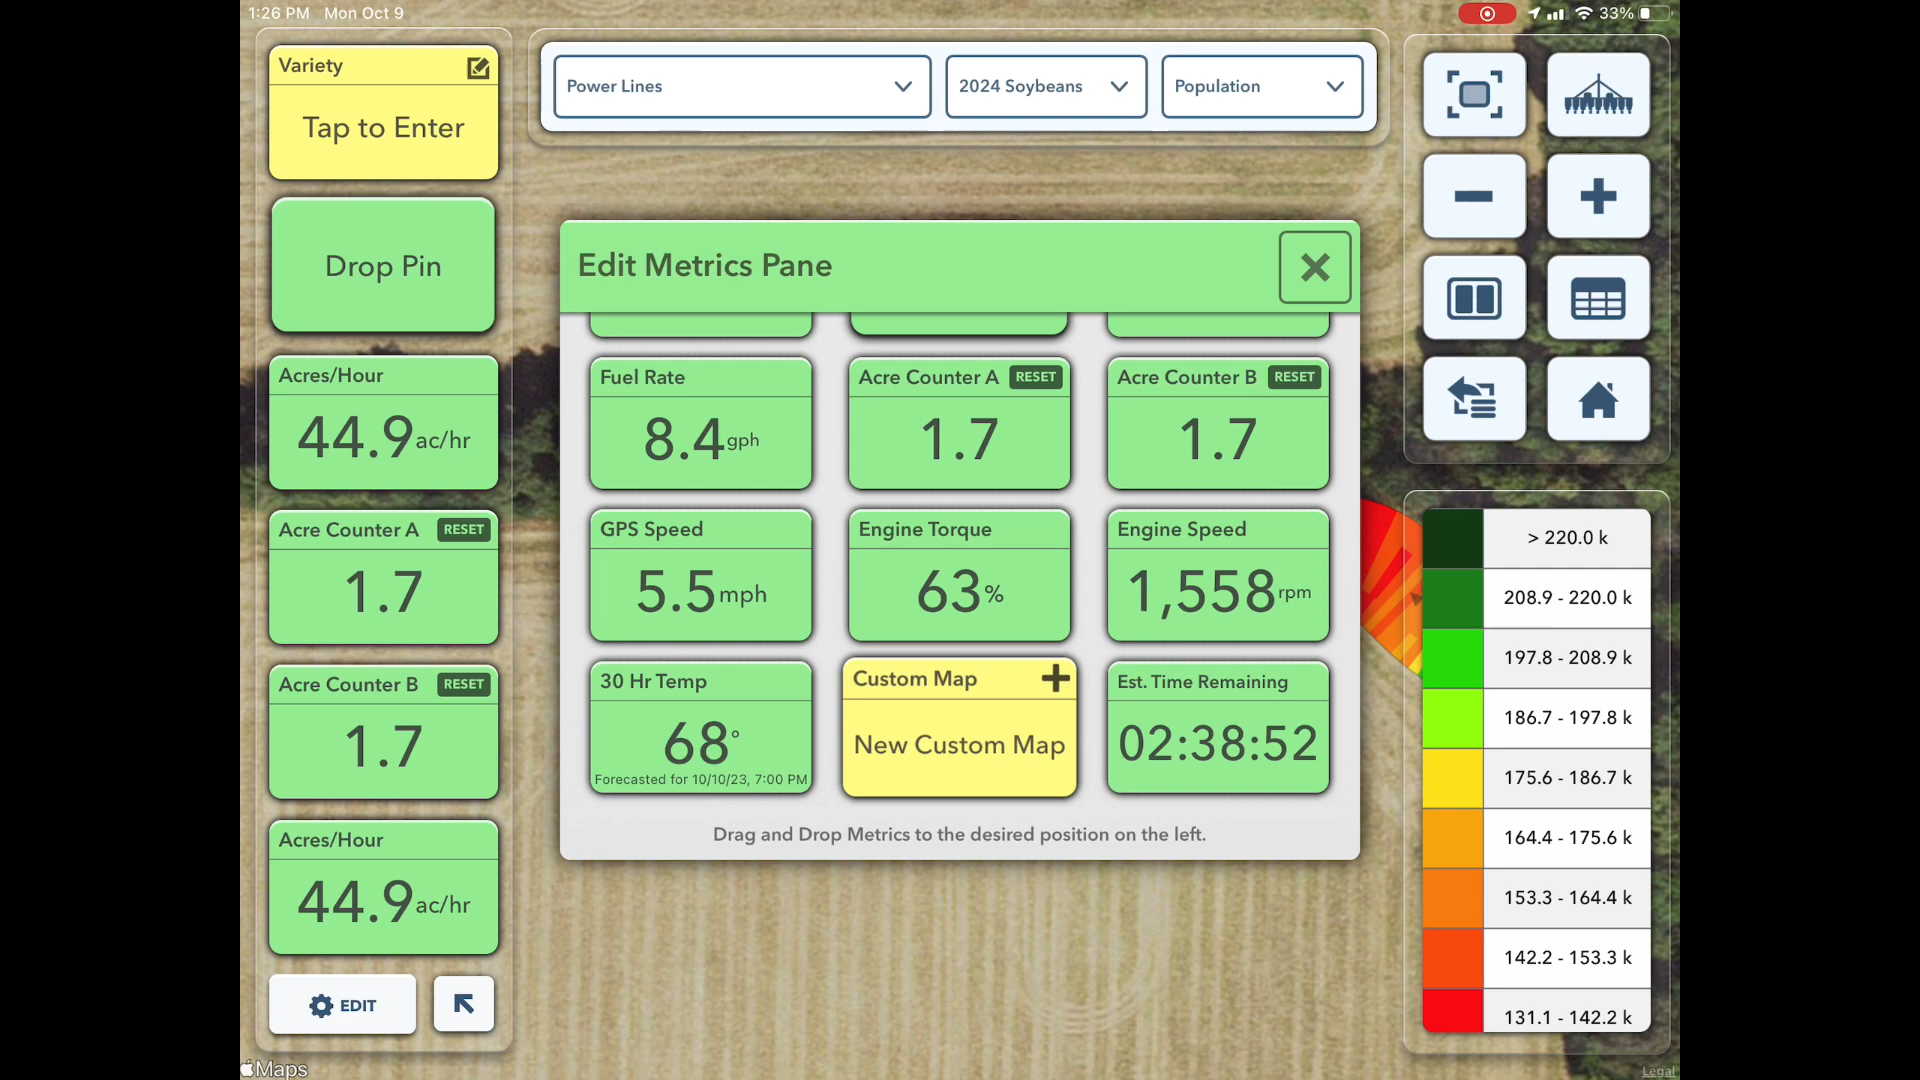 1:26 PM Mon Oct 9
33%
Variety
Tap to Enter
Drop Pin
Acres/Hour
44.9 ac/hr
Acre Counter A RESET
1.7
Acre Counter B RESET
1.7
Acres/Hour
44.9 ac/hr
EDIT
Maps
Power Lines
2024 Soybeans
Population
Edit Metrics Pane
Fuel Rate
8.4 gph
Acre Counter A RESET
1.7
Acre Counter B RESET
1.7
GPS Speed
5.5 mph
Engine Torque
63 %
Engine Speed
1,558 rpm
30 Hr Temp
68°
Forecasted for 10/10/23, 7:00 PM
Custom Map
New Custom Map
Est. Time Remaining
02:38:52
Drag and Drop Metrics to the desired position on the left.
> 220.0 k
208.9 - 220.0 k
197.8 - 208.9 k
186.7 - 197.8 k
175.6 - 186.7 k
164.4 - 175.6 k
153.3 - 164.4 k
142.2 - 153.3 k
131.1 - 142.2 k
Legal